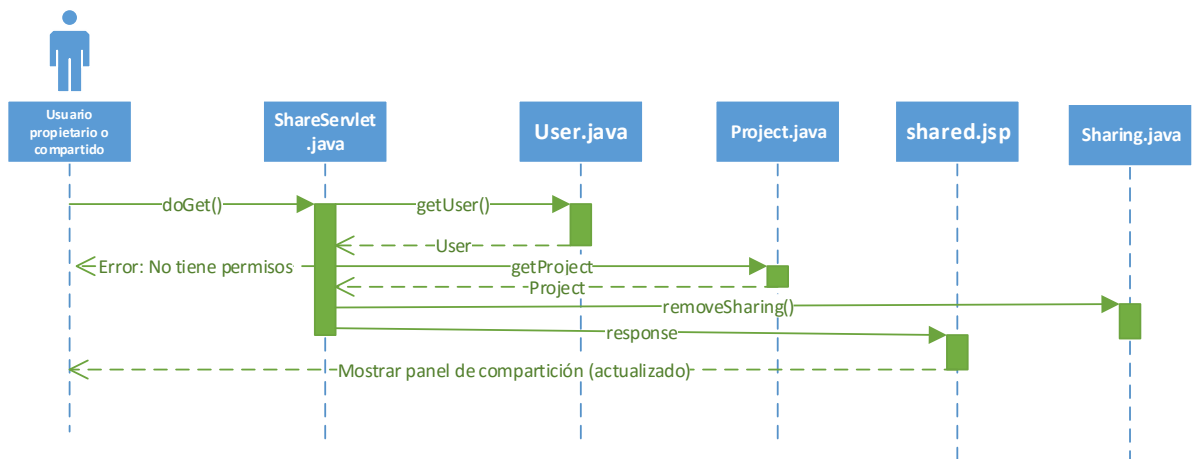 Usuario
propietario o
compartido
ShareServlet
.java
User.java
Project.java
shared.jsp
Sharing.java
doGet()
getUser()
User
Error: No tiene permisos
getProject
Project
removeSharing()
response
Mostrar panel de compartición (actualizado)